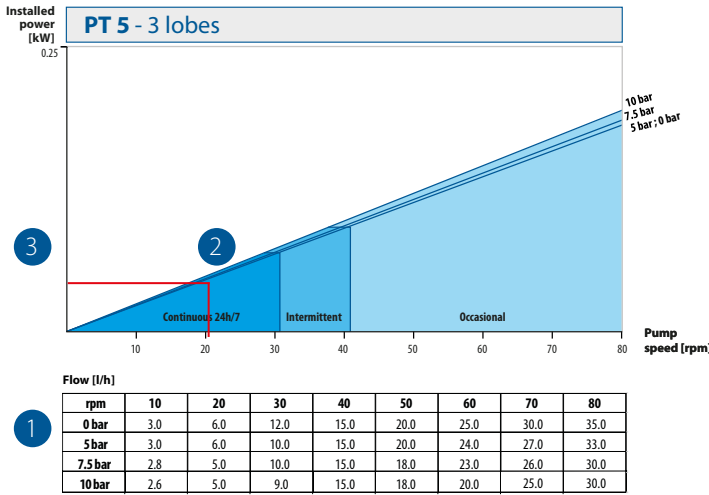 Installed
power
[kW]
PT 5 - 3 lobes
0.25
10 bar
7.5 bar
5 bar ; 0 bar
3
2
Continuous 24h/7 Intermittent Occasional
10 20 30 40 50 60 70 80
Pump
speed [rpm]
Flow [l/h]
1
rpm 10 20 30 40 50 60 70 80
0 bar 3.0 6.0 12.0 15.0 20.0 25.0 30.0 35.0
5 bar 3.0 6.0 10.0 15.0 20.0 24.0 27.0 33.0
7.5 bar 2.8 5.0 10.0 15.0 18.0 23.0 26.0 30.0
10 bar 2.6 5.0 9.0 15.0 18.0 20.0 25.0 30.0